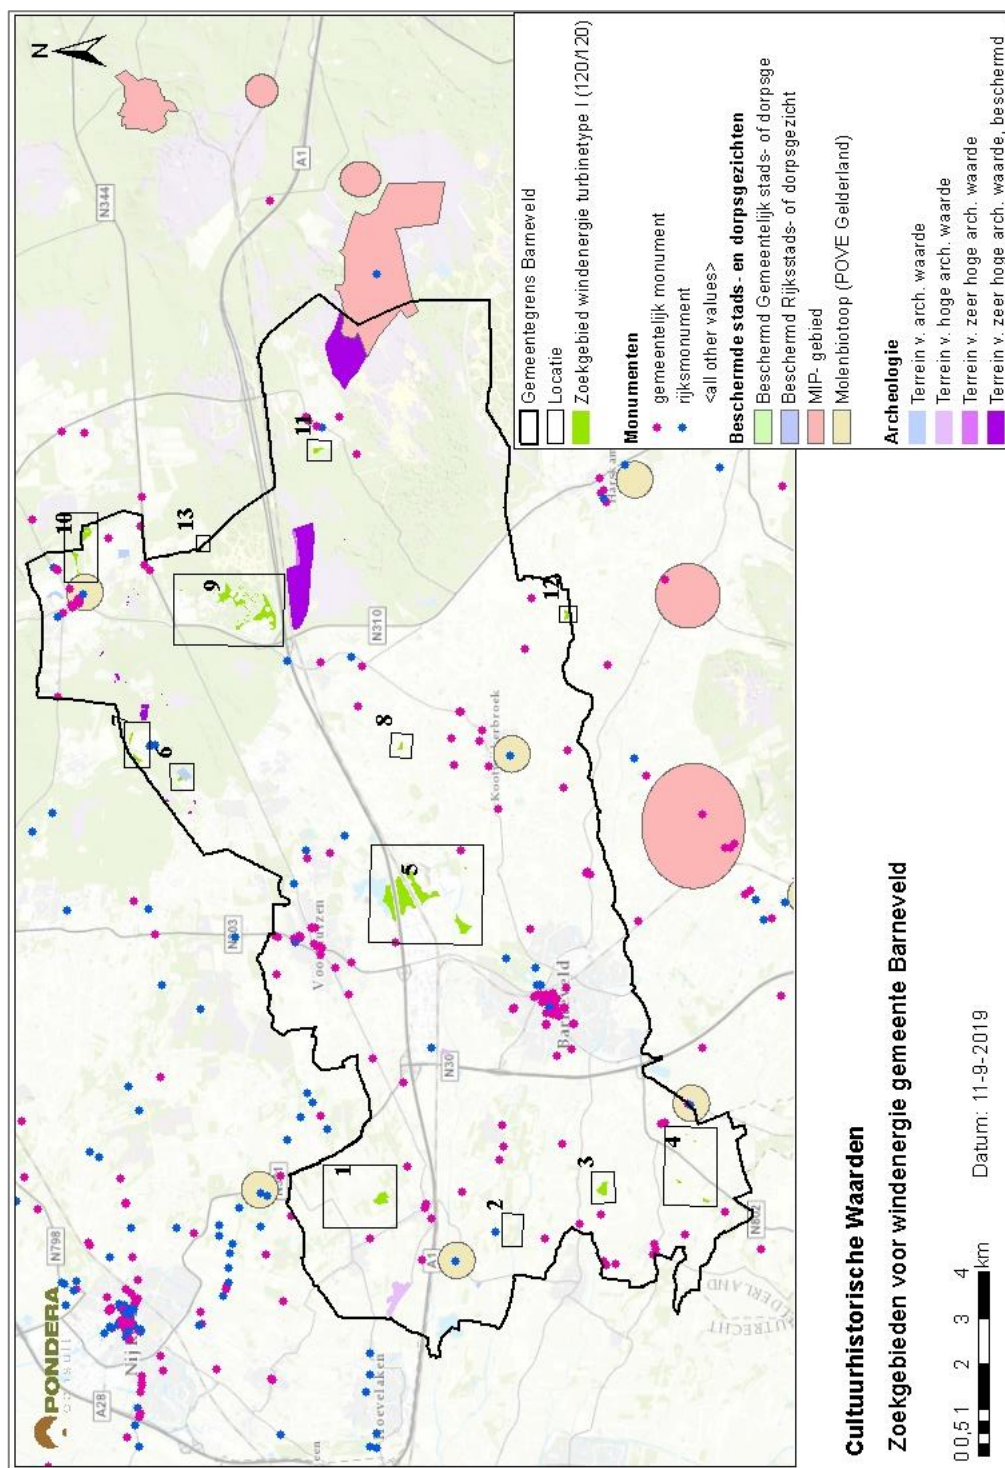 PONDERA
N
A28
N798
N344
A1
N303
N30
A1
N310
N802
UTRECHT
Barneveld
Hoevelaken
1
2
3
4
5
6
7
8
9
10
11
12
13
Gemeentegrens Barneveld
Locatie
Zoekgebied windenergie turbinetype I (120/120)
Monumenten
gemeentelijk monument
rijksmonument
<all other values>
Beschermde stads - en dorpsgezichten
Beschermd Gemeentelijk stads- of dorpsge
Beschermd Rijksstads- of dorpsgezicht
MIP- gebied
Molenbiotoop (POVE Gelderland)
Archeologie
Terrein v. arch. waarde
Terrein v. hoge arch. waarde
Terrein v. zeer hoge arch. waarde
Terrein v. zeer hoge arch. waarde, beschermd
Cultuurhistorische Waarden
Zoekgebieden voor windenergie gemeente Barneveld
Datum: 11-9-2019
0 0,5 1 2 3 4
km